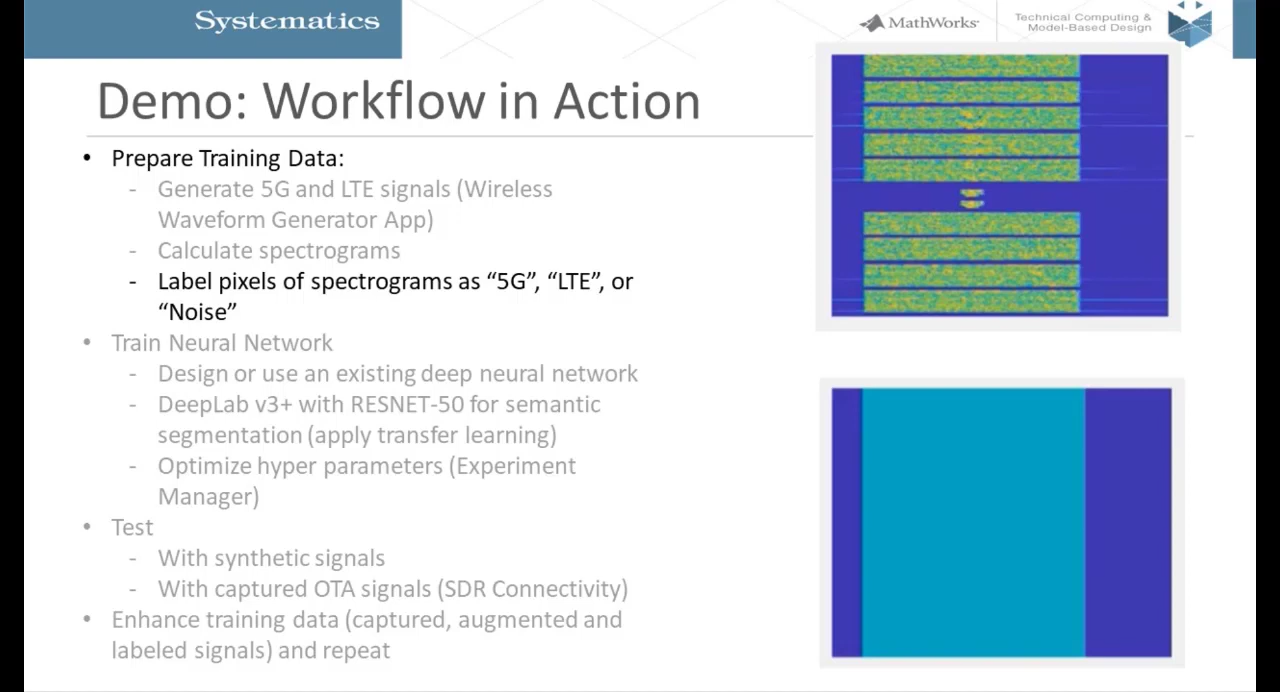 Systematics
MathWorks
Technical Computing &
Model-Based Design
Demo: Workflow in Action
• Prepare Training Data:
- Generate 5G and LTE signals (Wireless
Waveform Generator App)
- Calculate spectrograms
- Label pixels of spectrograms as “5G”, “LTE”, or
“Noise”
• Train Neural Network
- Design or use an existing deep neural network
- DeepLab v3+ with RESNET-50 for semantic
segmentation (apply transfer learning)
- Optimize hyper parameters (Experiment
Manager)
• Test
- With synthetic signals
- With captured OTA signals (SDR Connectivity)
• Enhance training data (captured, augmented and
labeled signals) and repeat